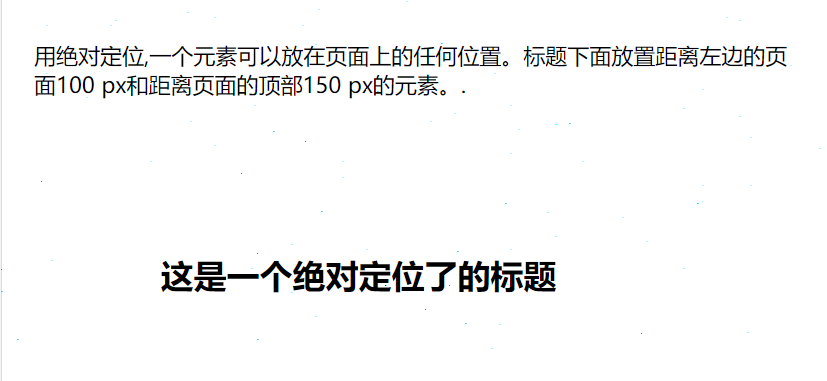 用绝对定位,一个元素可以放在页面上的任何位置。标题下面放置距离左边的页
面100 px和距离页面的顶部150 px的元素。.
这是一个绝对定位了的标题